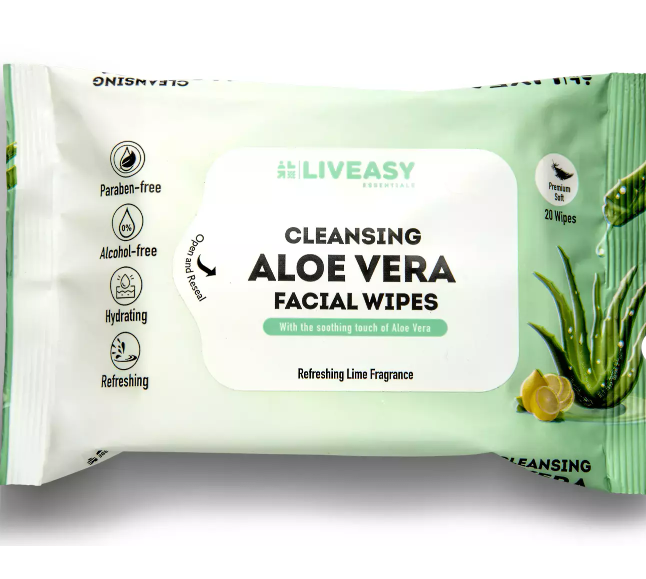 CLEANSING
Paraben-free
0%
Alcohol-free
Hydrating
Refreshing
Open and Reseal
LIVEASY
ESSENTIALS
CLEANSING
ALOE VERA
FACIAL WIPES
With the soothing touch of Aloe Vera
Refreshing Lime Fragrance
Premium
Soft
20 Wipes
CLEANSING